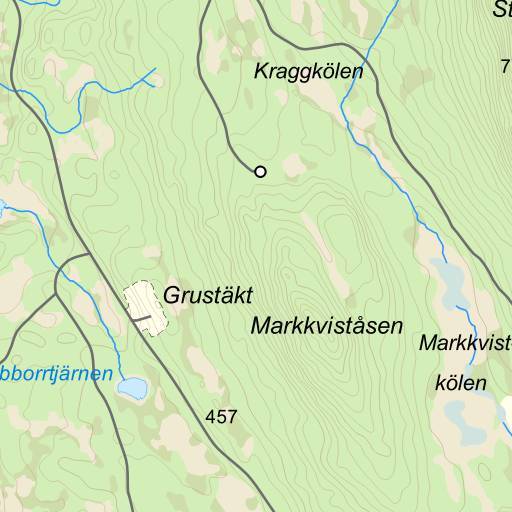 St
Kraggkölen
7
Grustäkt
Markkviståsen
Markkvist-
kölen
bborrtjärnen
457